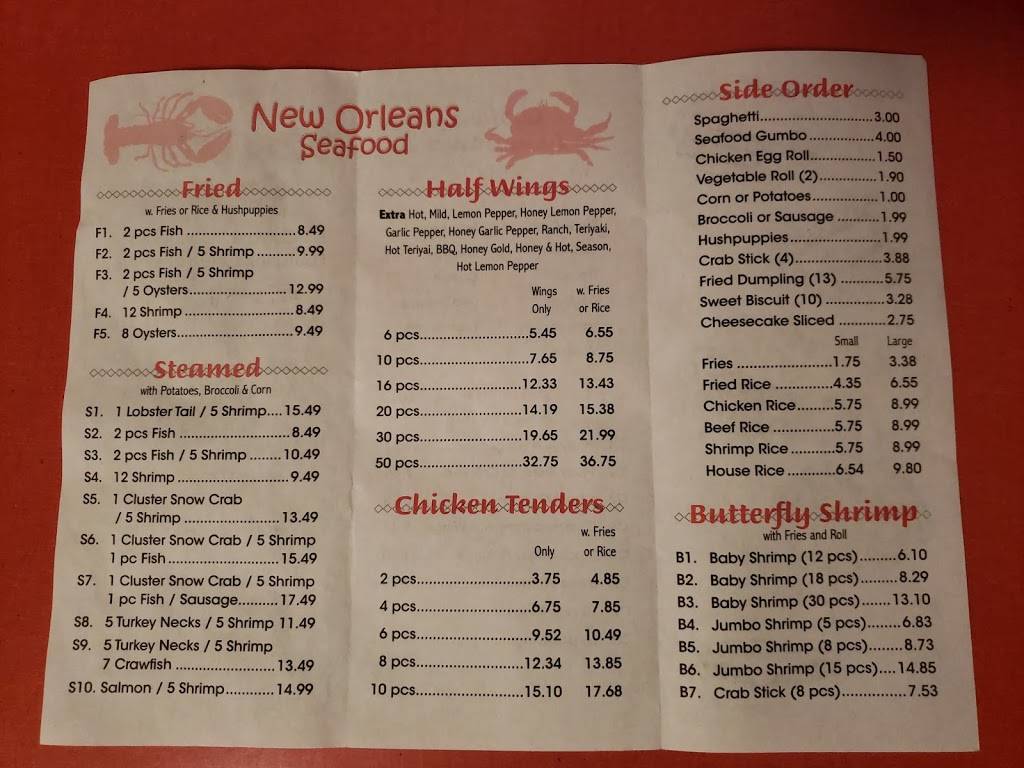 New Orleans
Seafood
Fried
w. Fries or Rice & Hushpuppies
F1. 2 pcs Fish ........................8.49
F2. 2 pcs Fish / 5 Shrimp ..........9.99
F3. 2 pcs Fish / 5 Shrimp
/ 5 Oysters.......................12.99
F4. 12 Shrimp ..........................8.49
F5. 8 Oysters...........................9.49
Steamed
with Potatoes, Broccoli & Corn
S1. 1 Lobster Tail / 5 Shrimp....15.49
S2. 2 pcs Fish ...........................8.49
S3. 2 pcs Fish / 5 Shrimp ........10.49
S4. 12 Shrimp ...........................9.49
S5. 1 Cluster Snow Crab
/ 5 Shrimp .......................13.49
S6. 1 Cluster Snow Crab / 5 Shrimp
1 pc Fish ...........................15.49
S7. 1 Cluster Snow Crab / 5 Shrimp
1 pc Fish / Sausage..........17.49
S8. 5 Turkey Necks / 5 Shrimp 11.49
S9. 5 Turkey Necks / 5 Shrimp
7 Crawfish ........................13.49
S10. Salmon / 5 Shrimp............14.99
Half Wings
Extra Hot, Mild, Lemon Pepper, Honey Lemon Pepper,
Garlic Pepper, Honey Garlic Pepper, Ranch, Teriyaki,
Hot Teriyai, BBQ, Honey Gold, Honey & Hot, Season,
Hot Lemon Pepper
Wings w. Fries
Only or Rice
6 pcs..........................5.45 6.55
10 pcs.........................7.65 8.75
16 pcs.......................12.33 13.43
20 pcs.......................14.19 15.38
30 pcs.......................19.65 21.99
50 pcs.......................32.75 36.75
Chicken Tenders
w. Fries
Only or Rice
2 pcs..........................3.75 4.85
4 pcs..........................6.75 7.85
6 pcs..........................9.52 10.49
8 pcs........................12.34 13.85
10 pcs.......................15.10 17.68
Side Order
Spaghetti...........................3.00
Seafood Gumbo ...............4.00
Chicken Egg Roll................1.50
Vegetable Roll (2)..............1.90
Corn or Potatoes................1.00
Broccoli or Sausage ..........1.99
Hushpuppies......................1.99
Crab Stick (4).....................3.88
Fried Dumpling (13) ..........5.75
Sweet Biscuit (10) ..............3.28
Cheesecake Sliced ...........2.75
Small Large
Fries .......................1.75 3.38
Fried Rice ..............4.35 6.55
Chicken Rice.........5.75 8.99
Beef Rice ...............5.75 8.99
Shrimp Rice...........5.75 8.99
House Rice ............6.54 9.80
Butterfly Shrimp
with Fries and Roll
B1. Baby Shrimp (12 pcs).........6.10
B2. Baby Shrimp (18 pcs).........8.29
B3. Baby Shrimp (30 pcs).......13.10
B4. Jumbo Shrimp (5 pcs)........6.83
B5. Jumbo Shrimp (8 pcs)........8.73
B6. Jumbo Shrimp (15 pcs)....14.85
B7. Crab Stick (8 pcs)...............7.53